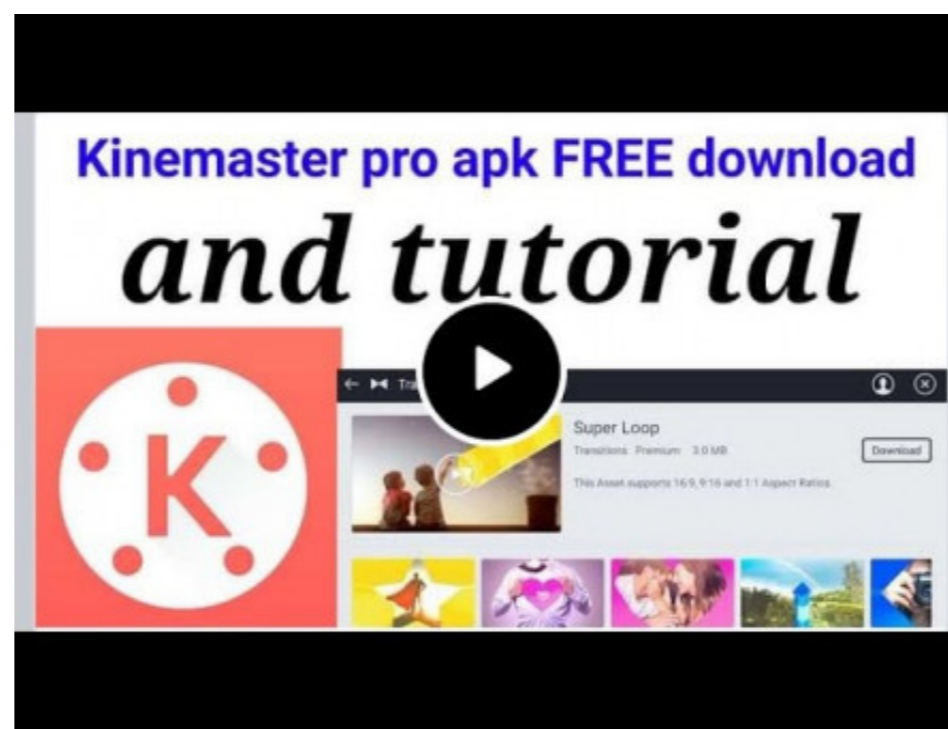 Kinemaster pro apk FREE download
and tutorial
K
Super Loop
Transitions Premium 3.0 MB
Download
This Asset supports 16:9, 9:16 and 1:1 Aspect Ratios.